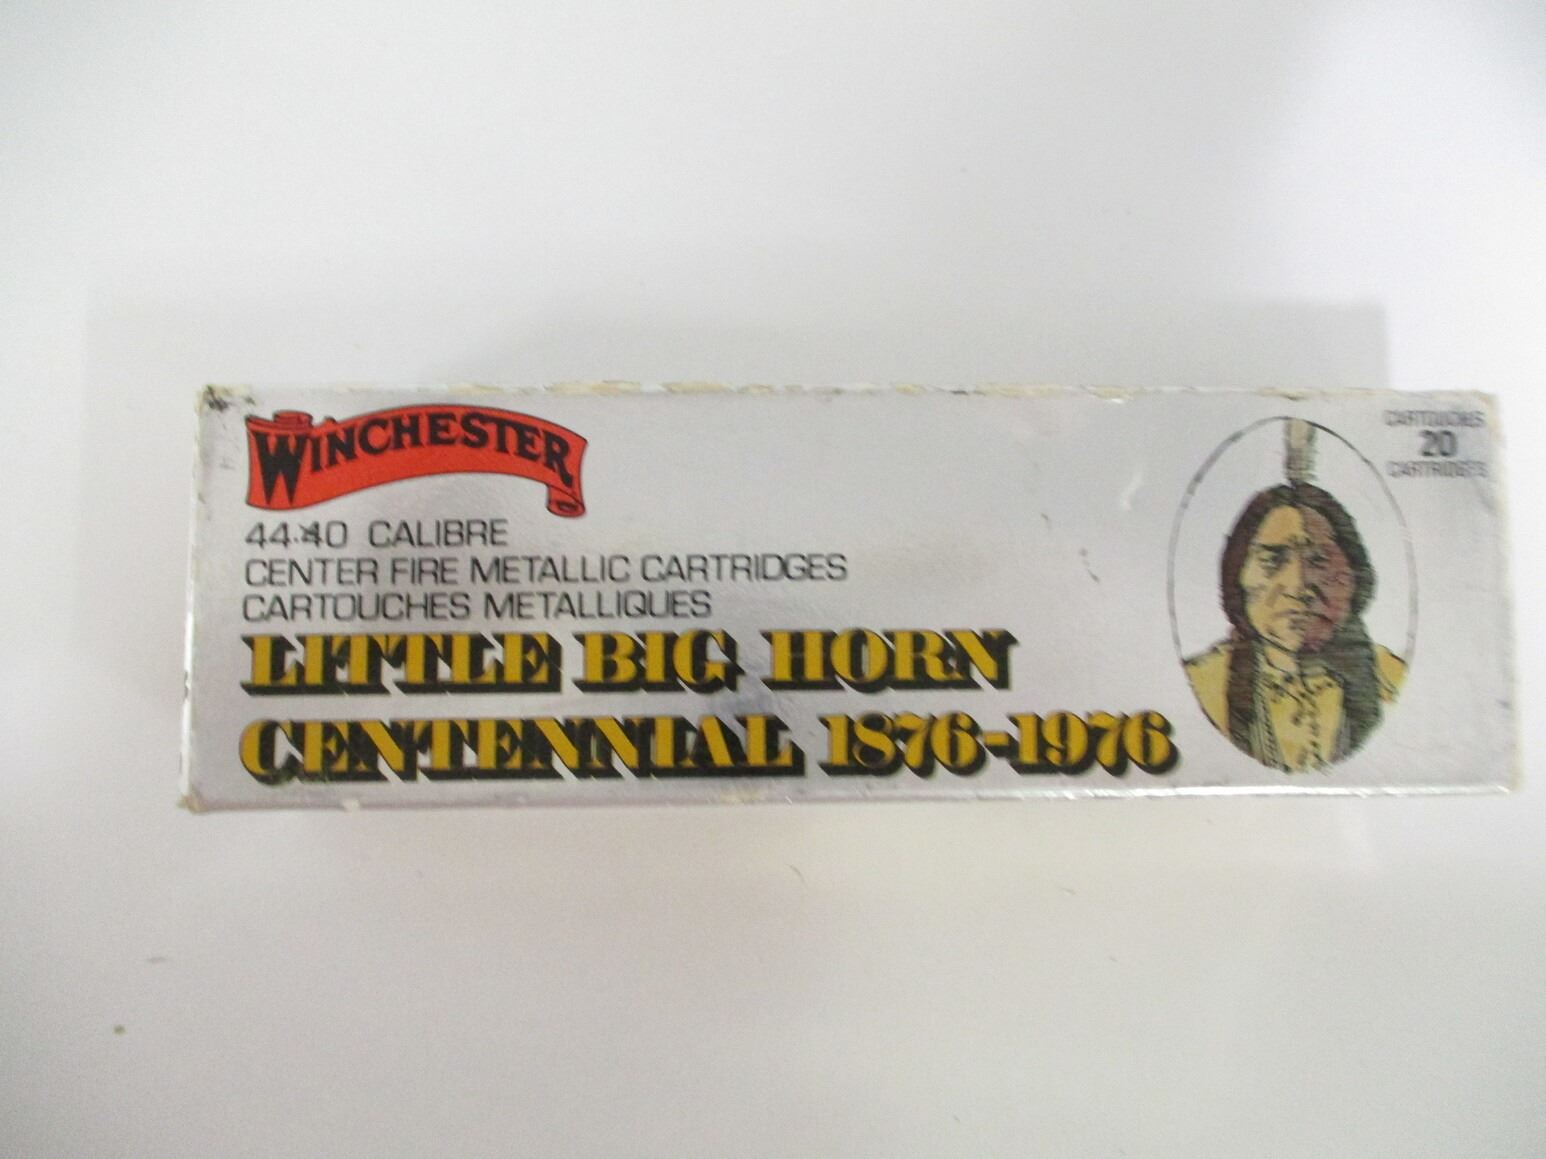 WINCHESTER
44-40 CALIBRE
CENTER FIRE METALLIC CARTRIDGES
CARTOUCHES METALLIQUES
LITTLE BIG HORN
CENTENNIAL 1876-1976
CARTOUCHES
20
CARTRIDGES